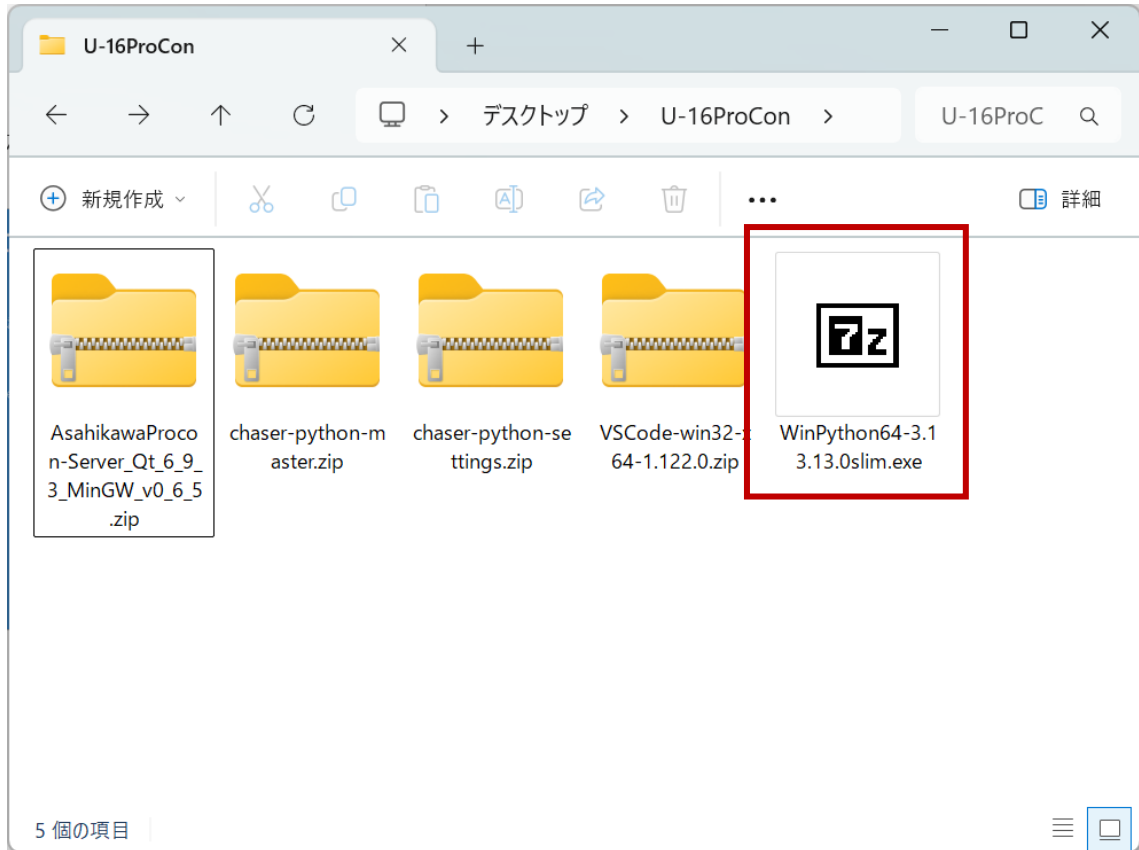 U-16ProCon
デスクトップ > U-16ProCon >
U-16ProC
新規作成
詳細
AsahikawaProco
n-Server_Qt_6_9_
3_MinGW_v0_6_5
.zip
chaser-python-m
aster.zip
chaser-python-se
ttings.zip
VSCode-win32-
64-1.122.0.zip
7z
WinPython64-3.1
3.13.0slim.exe
5 個の項目